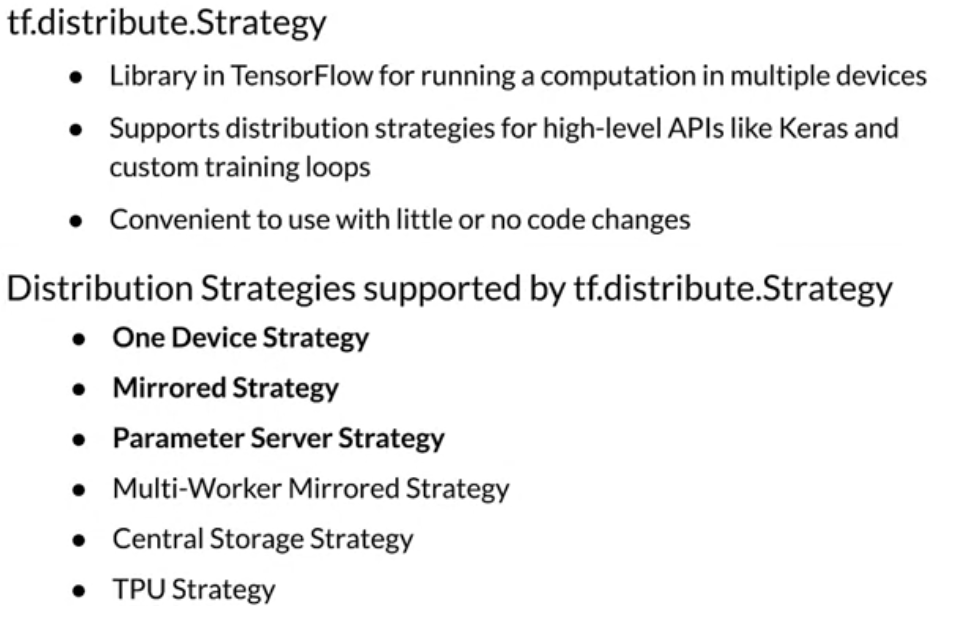 tf.distribute.Strategy
● Library in TensorFlow for running a computation in multiple devices
● Supports distribution strategies for high-level APIs like Keras and
custom training loops
● Convenient to use with little or no code changes
Distribution Strategies supported by tf.distribute.Strategy
● One Device Strategy
● Mirrored Strategy
● Parameter Server Strategy
● Multi-Worker Mirrored Strategy
● Central Storage Strategy
● TPU Strategy